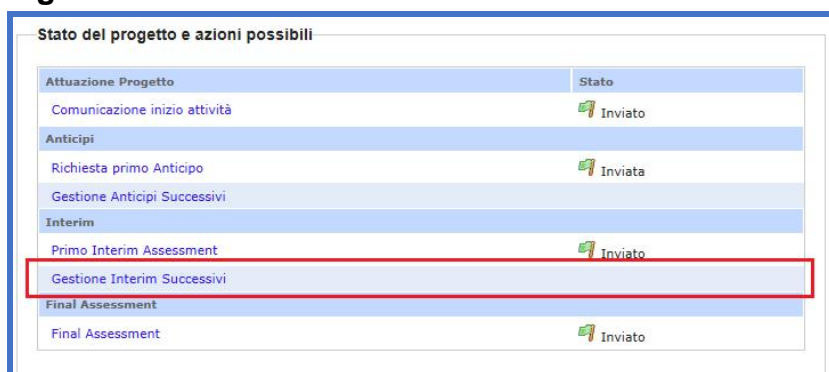 Stato del progetto e azioni possibili
Attuazione Progetto Stato
Comunicazione inizio attività Inviato
Anticipi
Richiesta primo Anticipo Inviata
Gestione Anticipi Successivi
Interim
Primo Interim Assessment Inviato
Gestione Interim Successivi
Final Assessment
Final Assessment Inviato